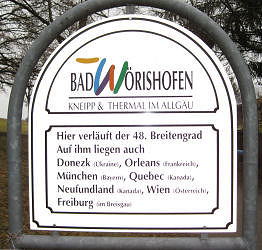 BAD WÖRISHOFEN
KNEIPP & THERMAL IM ALLGÄU
Hier verläuft der 48. Breitengrad
Auf ihm liegen auch
Donezk (Ukraine), Orleans (Frankreich),
München (Bayern), Quebec (Kanada),
Neufundland (Kanada), Wien (Österreich),
Freiburg (im Breisgau)